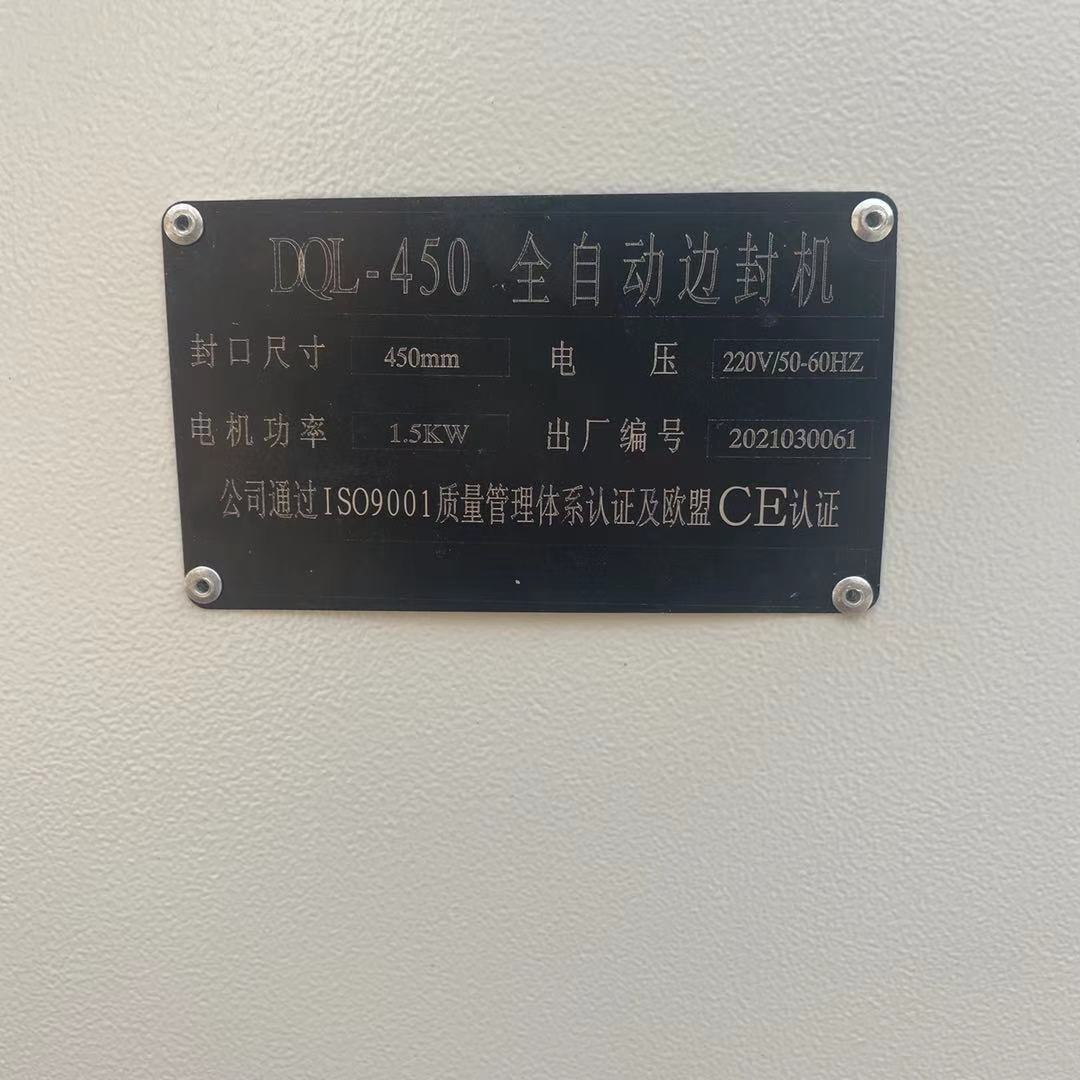 DQL-450 全自动边封机
封口尺寸 450mm 电压 220V/50-60HZ
电机功率 1.5KW 出厂编号 2021030061
公司通过ISO9001质量管理体系认证及欧盟CE认证